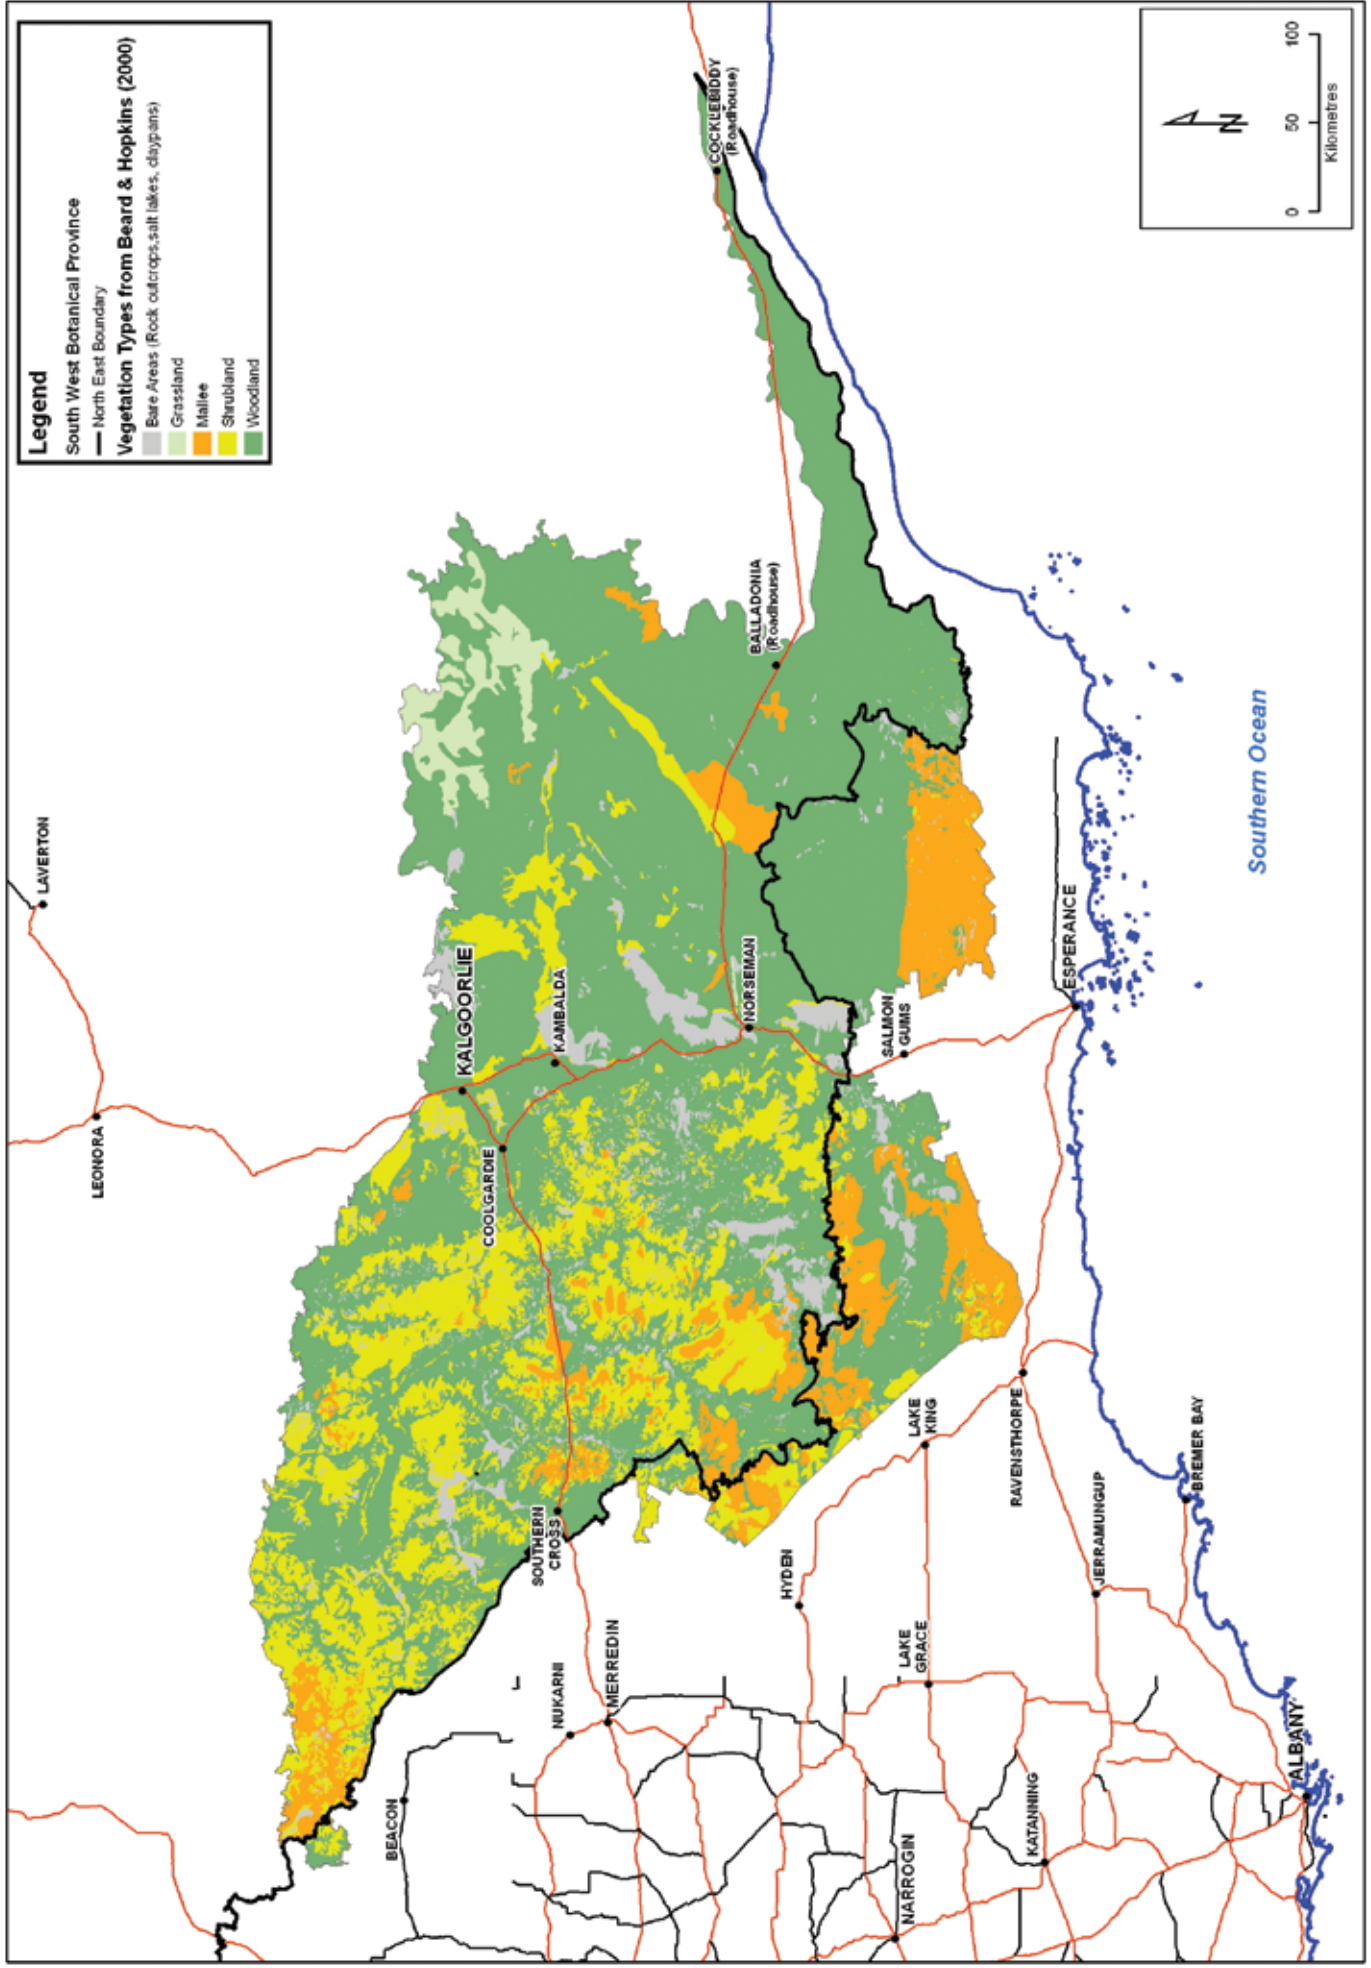 Legend
South West Botanical Province
North East Boundary
Vegetation Types from Beard & Hopkins (2000)
Bare Areas (Rock outcrops,salt lakes, claypans)
Grassland
Mallee
Shrubland
Woodland
LAVERTON
LEONORA
KALGOORLIE
KAMBALDA
COOLGARDIE
COCKLEBIDDY
(Roadhouse)
BALLADONIA
(Roadhouse)
NORSEMAN
SOUTHERN
CROSS
BEACON
NUKARNI
MERREDIN
HYDEN
SALMON
GUMS
LAKE
KING
LAKE
GRACE
NARROGIN
KATANNING
RAVENSTHORPE
ESPERANCE
JERRAMUNGUP
BREMER BAY
ALBANY
Southern Ocean
N
0 50 100
Kilometres